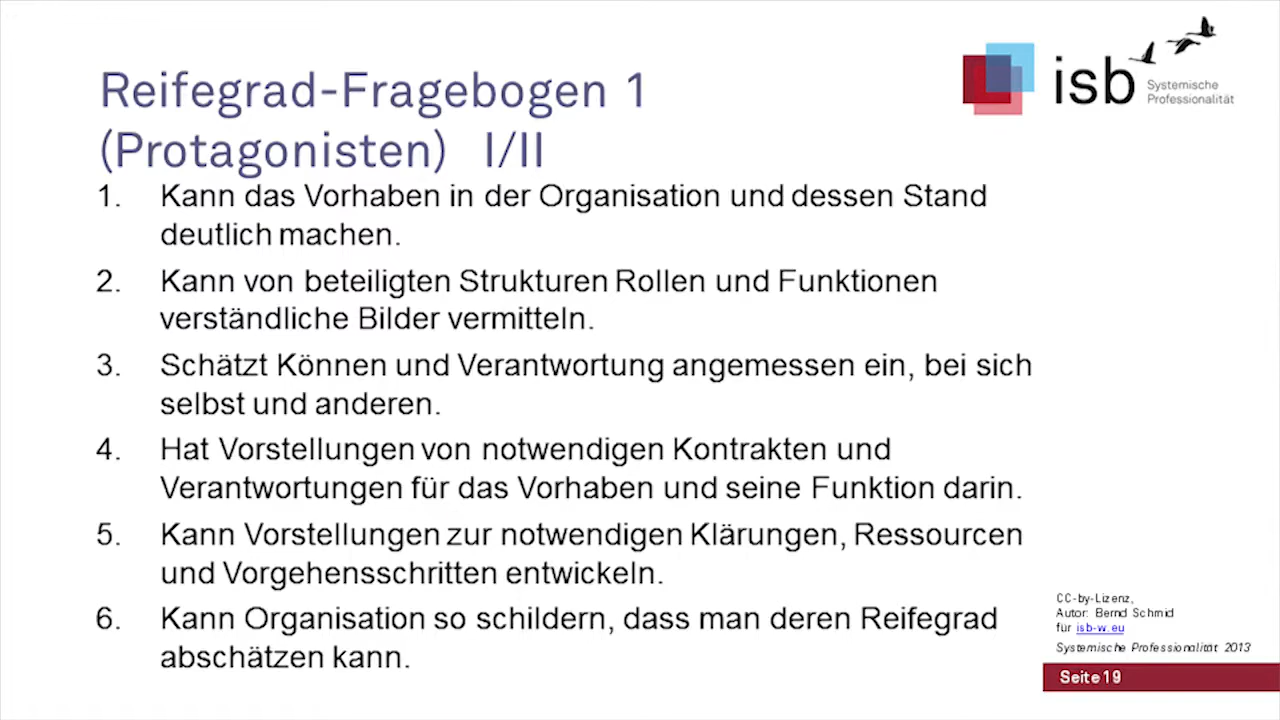 Reifegrad-Fragebogen 1
(Protagonisten) I/II
isb
Systemische
Professionalität
1. Kann das Vorhaben in der Organisation und dessen Stand
deutlich machen.
2. Kann von beteiligten Strukturen Rollen und Funktionen
verständliche Bilder vermitteln.
3. Schätzt Können und Verantwortung angemessen ein, bei sich
selbst und anderen.
4. Hat Vorstellungen von notwendigen Kontrakten und
Verantwortungen für das Vorhaben und seine Funktion darin.
5. Kann Vorstellungen zur notwendigen Klärungen, Ressourcen
und Vorgehensschritten entwickeln.
6. Kann Organisation so schildern, dass man deren Reifegrad
abschätzen kann.
CC-by-Lizenz,
Autor: Bernd Schmid
für isb-w.eu
Systemische Professionalität 2013
Seite 19